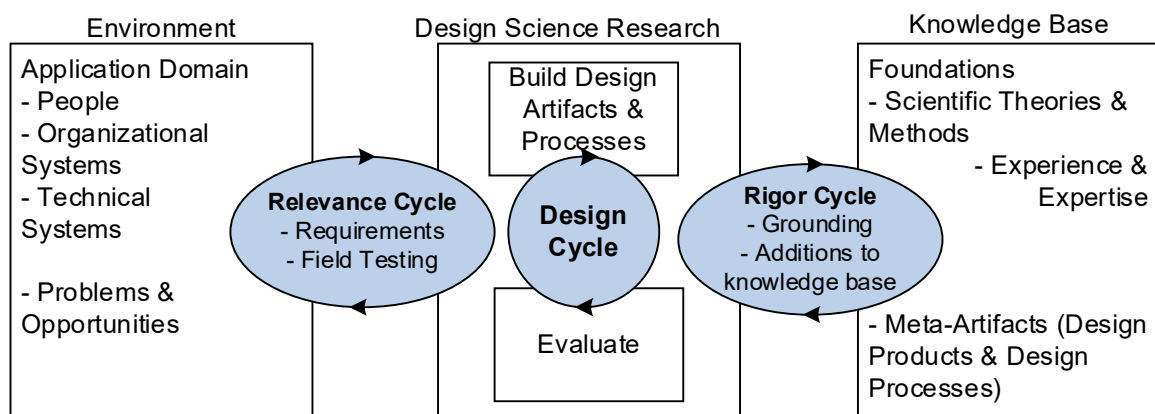 Environment
Application Domain
- People
- Organizational
Systems
- Technical
Systems
- Problems &
Opportunities
Relevance Cycle
- Requirements
- Field Testing
Design Science Research
Build Design
Artifacts &
Processes
Design
Cycle
Evaluate
Rigor Cycle
- Grounding
- Additions to
knowledge base
Knowledge Base
Foundations
- Scientific Theories &
Methods
- Experience &
Expertise
- Meta-Artifacts (Design
Products & Design
Processes)